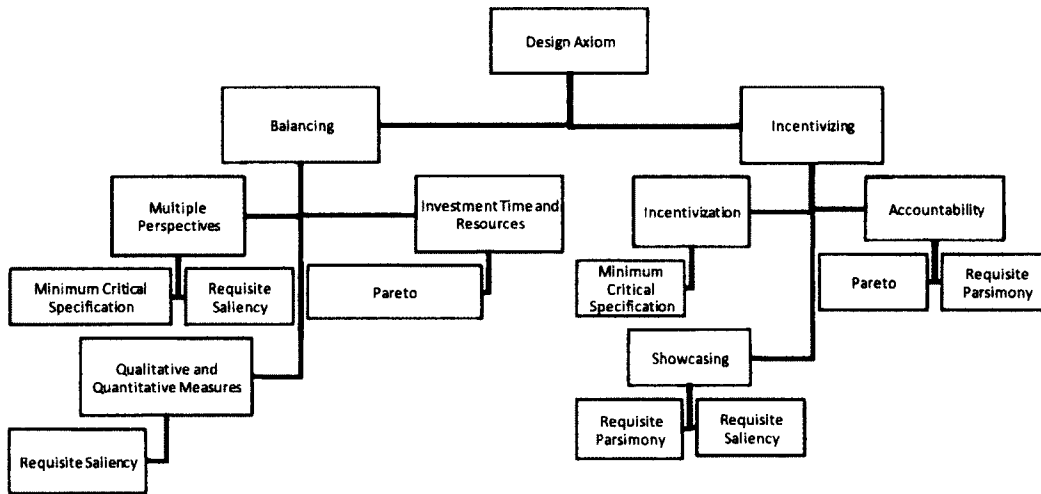 Design Axiom
Balancing
Incentivizing
Multiple
Perspectives
Investment Time and
Resources
Incentivization
Accountability
Minimum Critical
Specification
Requisite
Saliency
Pareto
Minimum
Critical
Specification
Pareto
Requisite
Parsimony
Qualitative and
Quantitative Measures
Showcasing
Requisite Saliency
Requisite
Parsimony
Requisite
Saliency